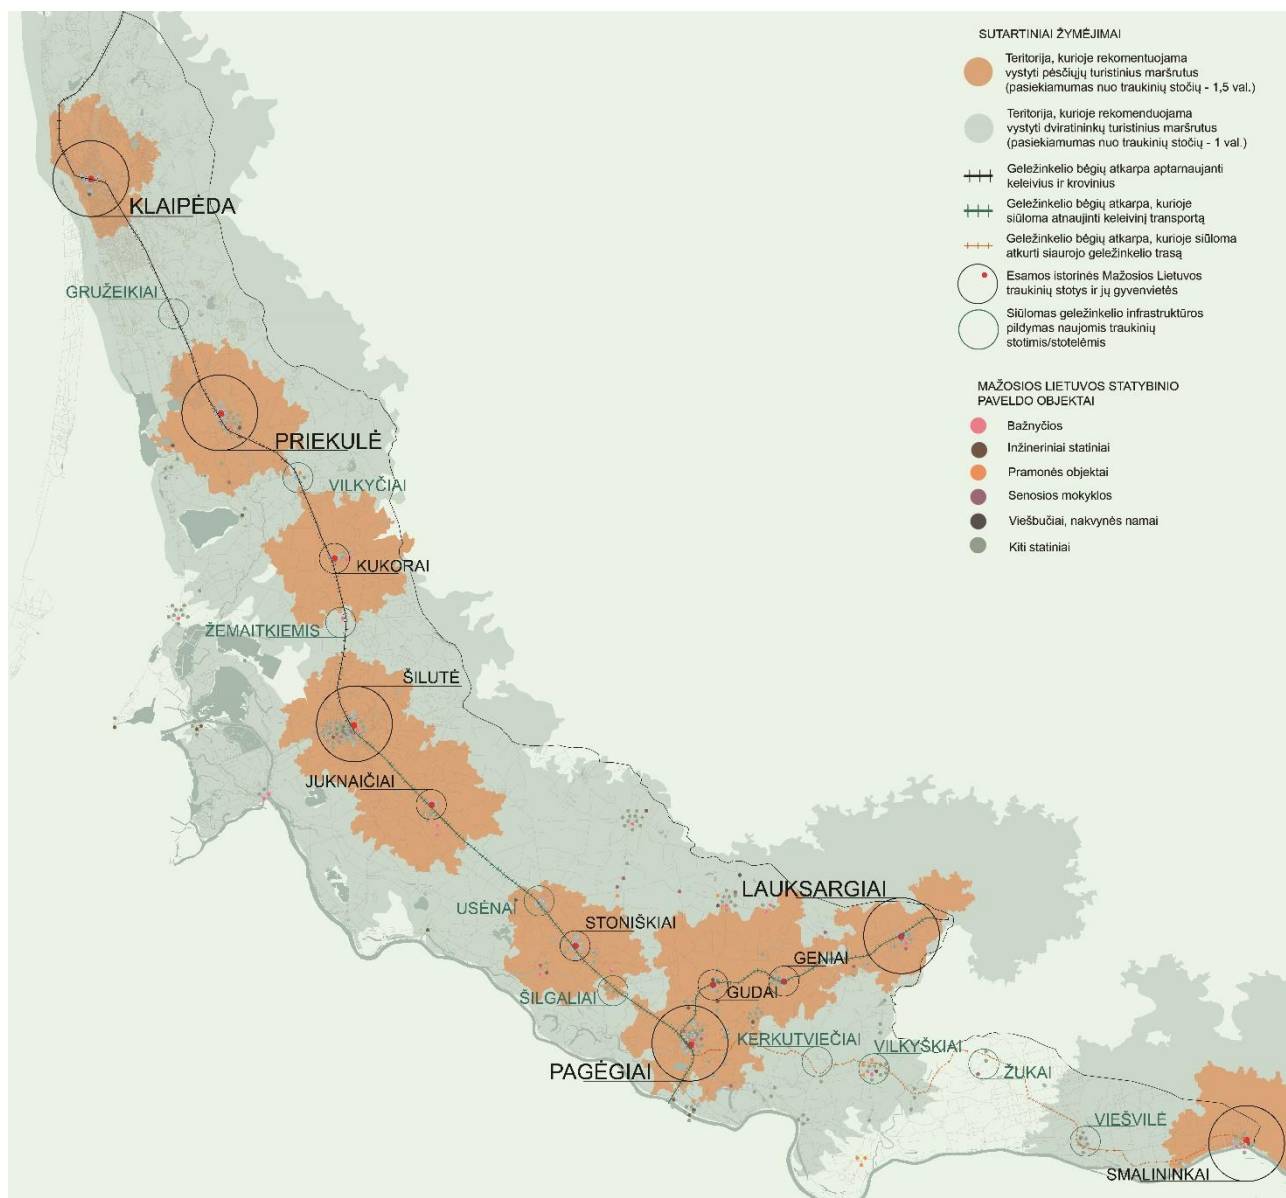 SUTARTINIAI ŽYMĖJIMAI
Teritorija, kurioje rekomentuojama
vystyti pėsčiųjų turistinius maršrutus
(pasiekiamumas nuo traukinių stočių - 1,5 val.)
Teritorija, kurioje rekomenduojama
vystyti dviratininkų turistinius maršrutus
(pasiekiamumas nuo traukinių stočių - 1 val.)
Geležinkelio bėgių atkarpa aptarnaujanti
keleivius ir krovinius
Geležinkelio bėgių atkarpa, kurioje
siūloma atnaujinti keleivinį transportą
Geležinkelio bėgių atkarpa, kurioje siūloma
atkurti siaurojo geležinkelio trasą
Esamos istorinės Mažosios Lietuvos
traukinių stotys ir jų gyvenvietės
Siūlomas geležinkelio infrastruktūros
pildymas naujomis traukinių
stotimis/stotelėmis
MAŽOSIOS LIETUVOS STATYBINIO
PAVELDO OBJEKTAI
Bažnyčios
Inžineriniai statiniai
Pramonės objektai
Senosios mokyklos
Viešbučiai, nakvynės namai
Kiti statiniai
KLAIPĖDA
GRUŽEIKIAI
PRIEKULĖ
VILKYČIAI
KUKORAI
ŽEMAITKIEMIS
ŠILUTĖ
JUKNAIČIAI
USĖNAI
STONIŠKIAI
ŠILGALIAI
LAUKSARGIAI
GENIAI
GUDAI
PAGĖGIAI
KERKUTVIEČIAI
VILKYŠKIAI
ŽUKAI
VIEŠVILĖ
SMALININKAI